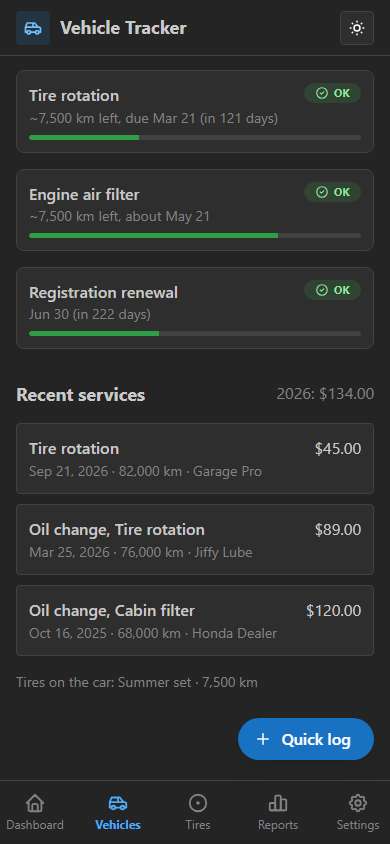 Vehicle Tracker
Tire rotation
OK
~7,500 km left, due Mar 21 (in 121 days)
Engine air filter
OK
~7,500 km left, about May 21
Registration renewal
OK
Jun 30 (in 222 days)
Recent services
2026: $134.00
Tire rotation
$45.00
Sep 21, 2026 · 82,000 km · Garage Pro
Oil change, Tire rotation
$89.00
Mar 25, 2026 · 76,000 km · Jiffy Lube
Oil change, Cabin filter
$120.00
Oct 16, 2025 · 68,000 km · Honda Dealer
Tires on the car: Summer set · 7,500 km
+ Quick log
Dashboard
Vehicles
Tires
Reports
Settings